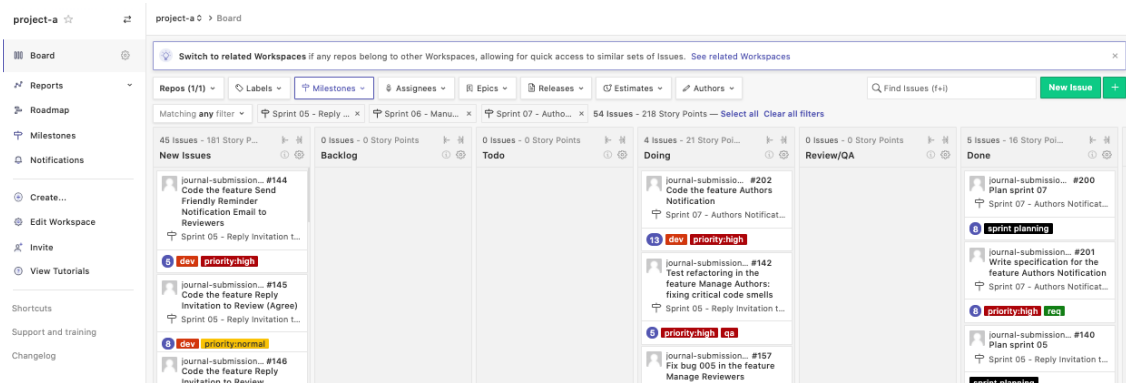 project-a
project-a > Board
Board
Switch to related Workspaces if any repos belong to other Workspaces, allowing for quick access to similar sets of Issues. See related Workspaces ×
Reports
Roadmap
Milestones
Notifications
Create...
Edit Workspace
Invite
View Tutorials
Shortcuts
Support and training
Changelog
Repos (1/1) Labels Milestones Assignees Epics Releases Estimates Authors Find Issues (f+i) New Issue +
Matching any filter Sprint 05 - Reply ... × Sprint 06 - Manu... × Sprint 07 - Autho... × 54 Issues - 218 Story Points — Select all Clear all filters
45 Issues - 181 Story P...
New Issues
journal-submission... #144
Code the feature Send
Friendly Reminder
Notification Email to
Reviewers
Sprint 05 - Reply Invitation t...
5 dev priority:high
journal-submission... #145
Code the feature Reply
Invitation to Review (Agree)
Sprint 05 - Reply Invitation t...
8 dev priority:normal
journal-submission... #146
Code the feature Reply
Invitation to Review
0 Issues - 0 Story Points
Backlog
0 Issues - 0 Story Points
Todo
4 Issues - 21 Story Poi...
Doing
journal-submissio... #202
Code the feature Authors
Notification
Sprint 07 - Authors Notificat...
13 dev priority:high
journal-submission... #142
Test refactoring in the
feature Manage Authors:
fixing critical code smells
Sprint 05 - Reply Invitation t...
5 priority:high qa
journal-submission... #157
Fix bug 005 in the feature
Manage Reviewers
0 Issues - 0 Story Points
Review/QA
5 Issues - 16 Story Poi...
Done
journal-submissio... #200
Plan sprint 07
Sprint 07 - Authors Notificat...
8 sprint planning
journal-submission... #201
Write specification for the
feature Authors Notification
Sprint 07 - Authors Notificat...
8 priority:high req
journal-submission... #140
Plan sprint 05
Sprint 05 - Reply Invitation t...
sprint planning